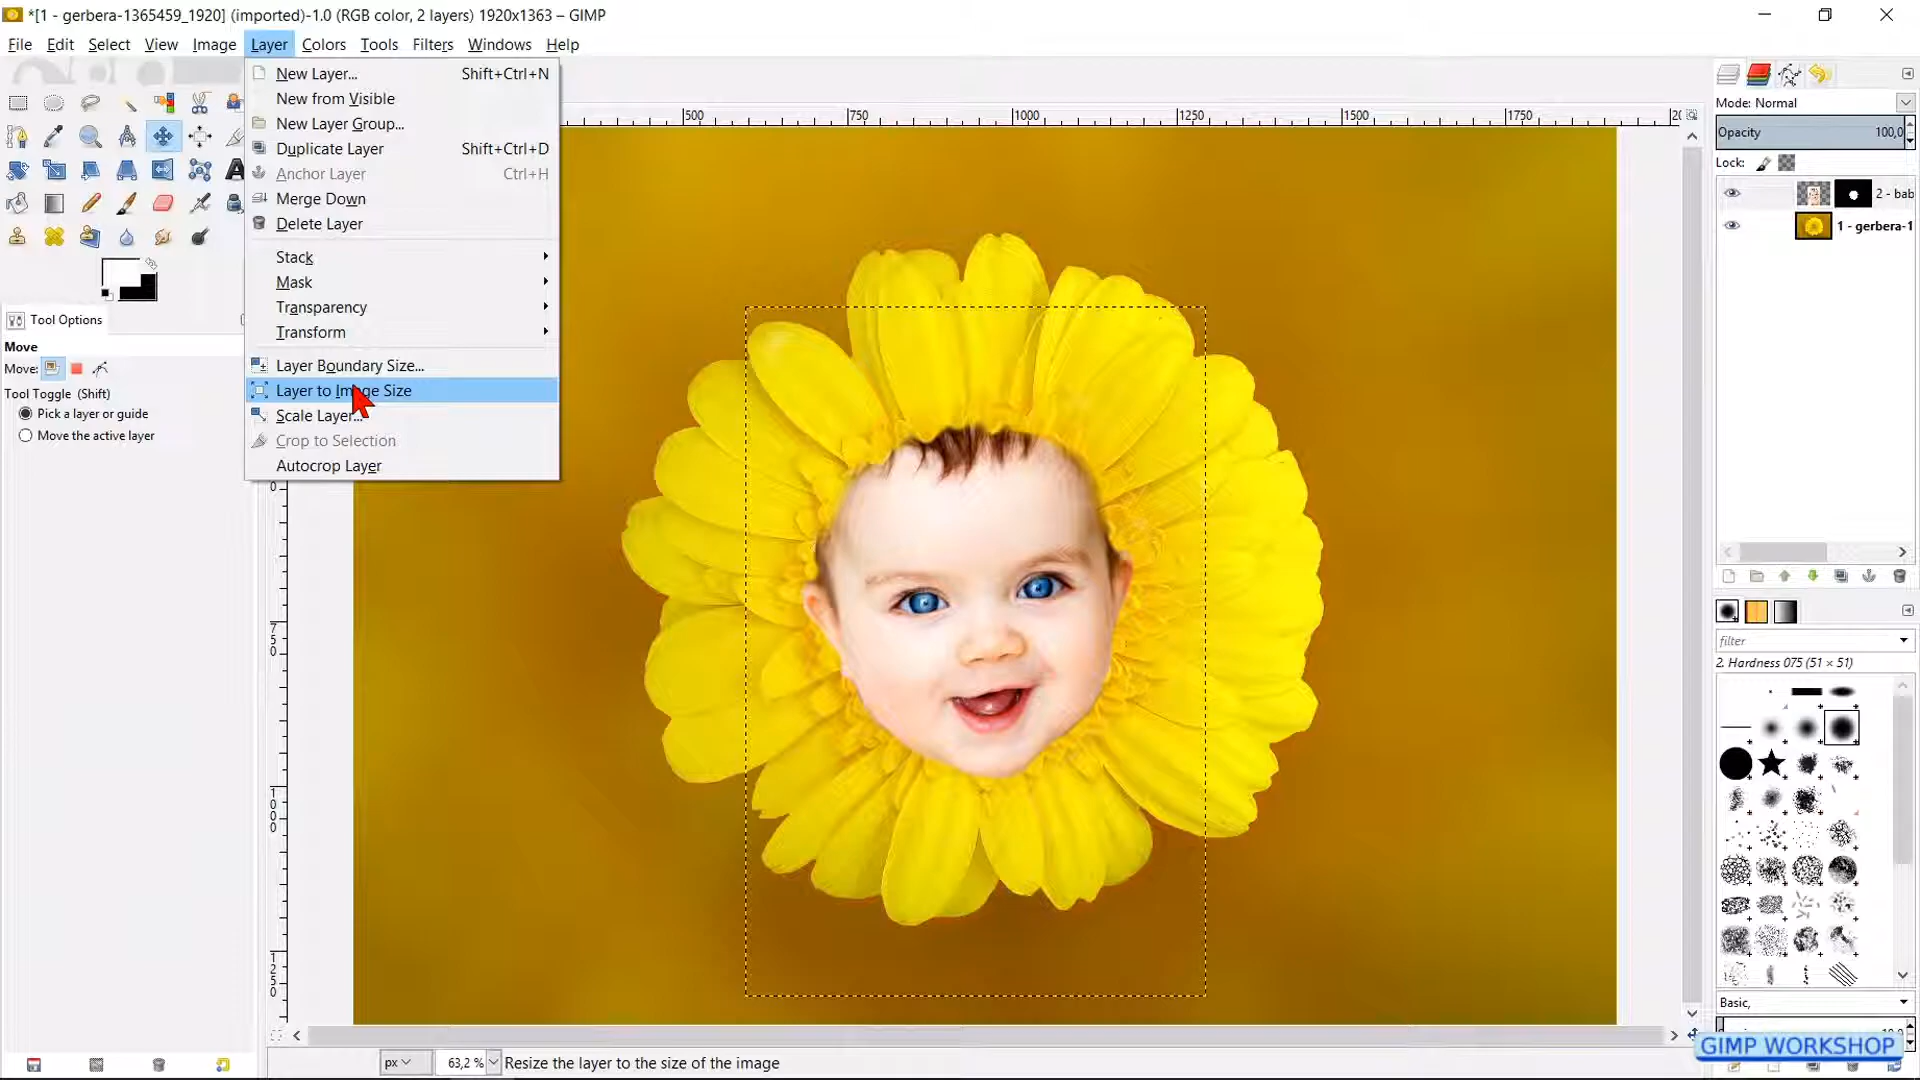 *[1 - gerbera-1365459_1920] (imported)-1.0 (RGB color, 2 layers) 1920x1363 – GIMP
File Edit Select View Image Layer Colors Tools Filters Windows Help
New Layer... Shift+Ctrl+N
New from Visible
New Layer Group...
Duplicate Layer Shift+Ctrl+D
Anchor Layer Ctrl+H
Merge Down
Delete Layer
Stack
Mask
Transparency
Transform
Layer Boundary Size...
Layer to Image Size
Scale Layer...
Crop to Selection
Autocrop Layer
500 750 1000 1250 1500 1750
Tool Options
Move
Move:
Tool Toggle (Shift)
Pick a layer or guide
Move the active layer
0
750
1000
1250
Mode: Normal
Opacity 100,0
Lock:
2 - bab
1 - gerbera-1
filter
2. Hardness 075 (51 × 51)
Basic,
px 63,2 % Resize the layer to the size of the image
GIMP WORKSHOP